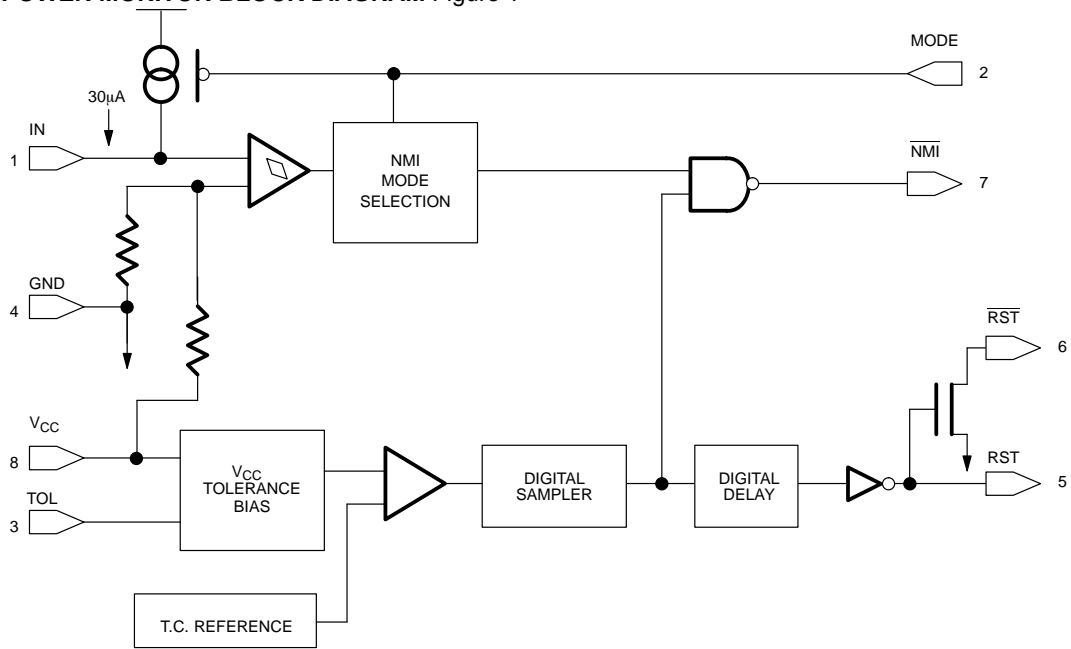 POWER MONITOR BLOCK DIAGRAM Figure 1
MODE
2
30μA
IN
1
NMI
MODE
SELECTION
NMI
7
GND
4
RST
6
VCC
8
VCC
TOLERANCE
BIAS
DIGITAL
SAMPLER
DIGITAL
DELAY
RST
5
TOL
3
T.C. REFERENCE